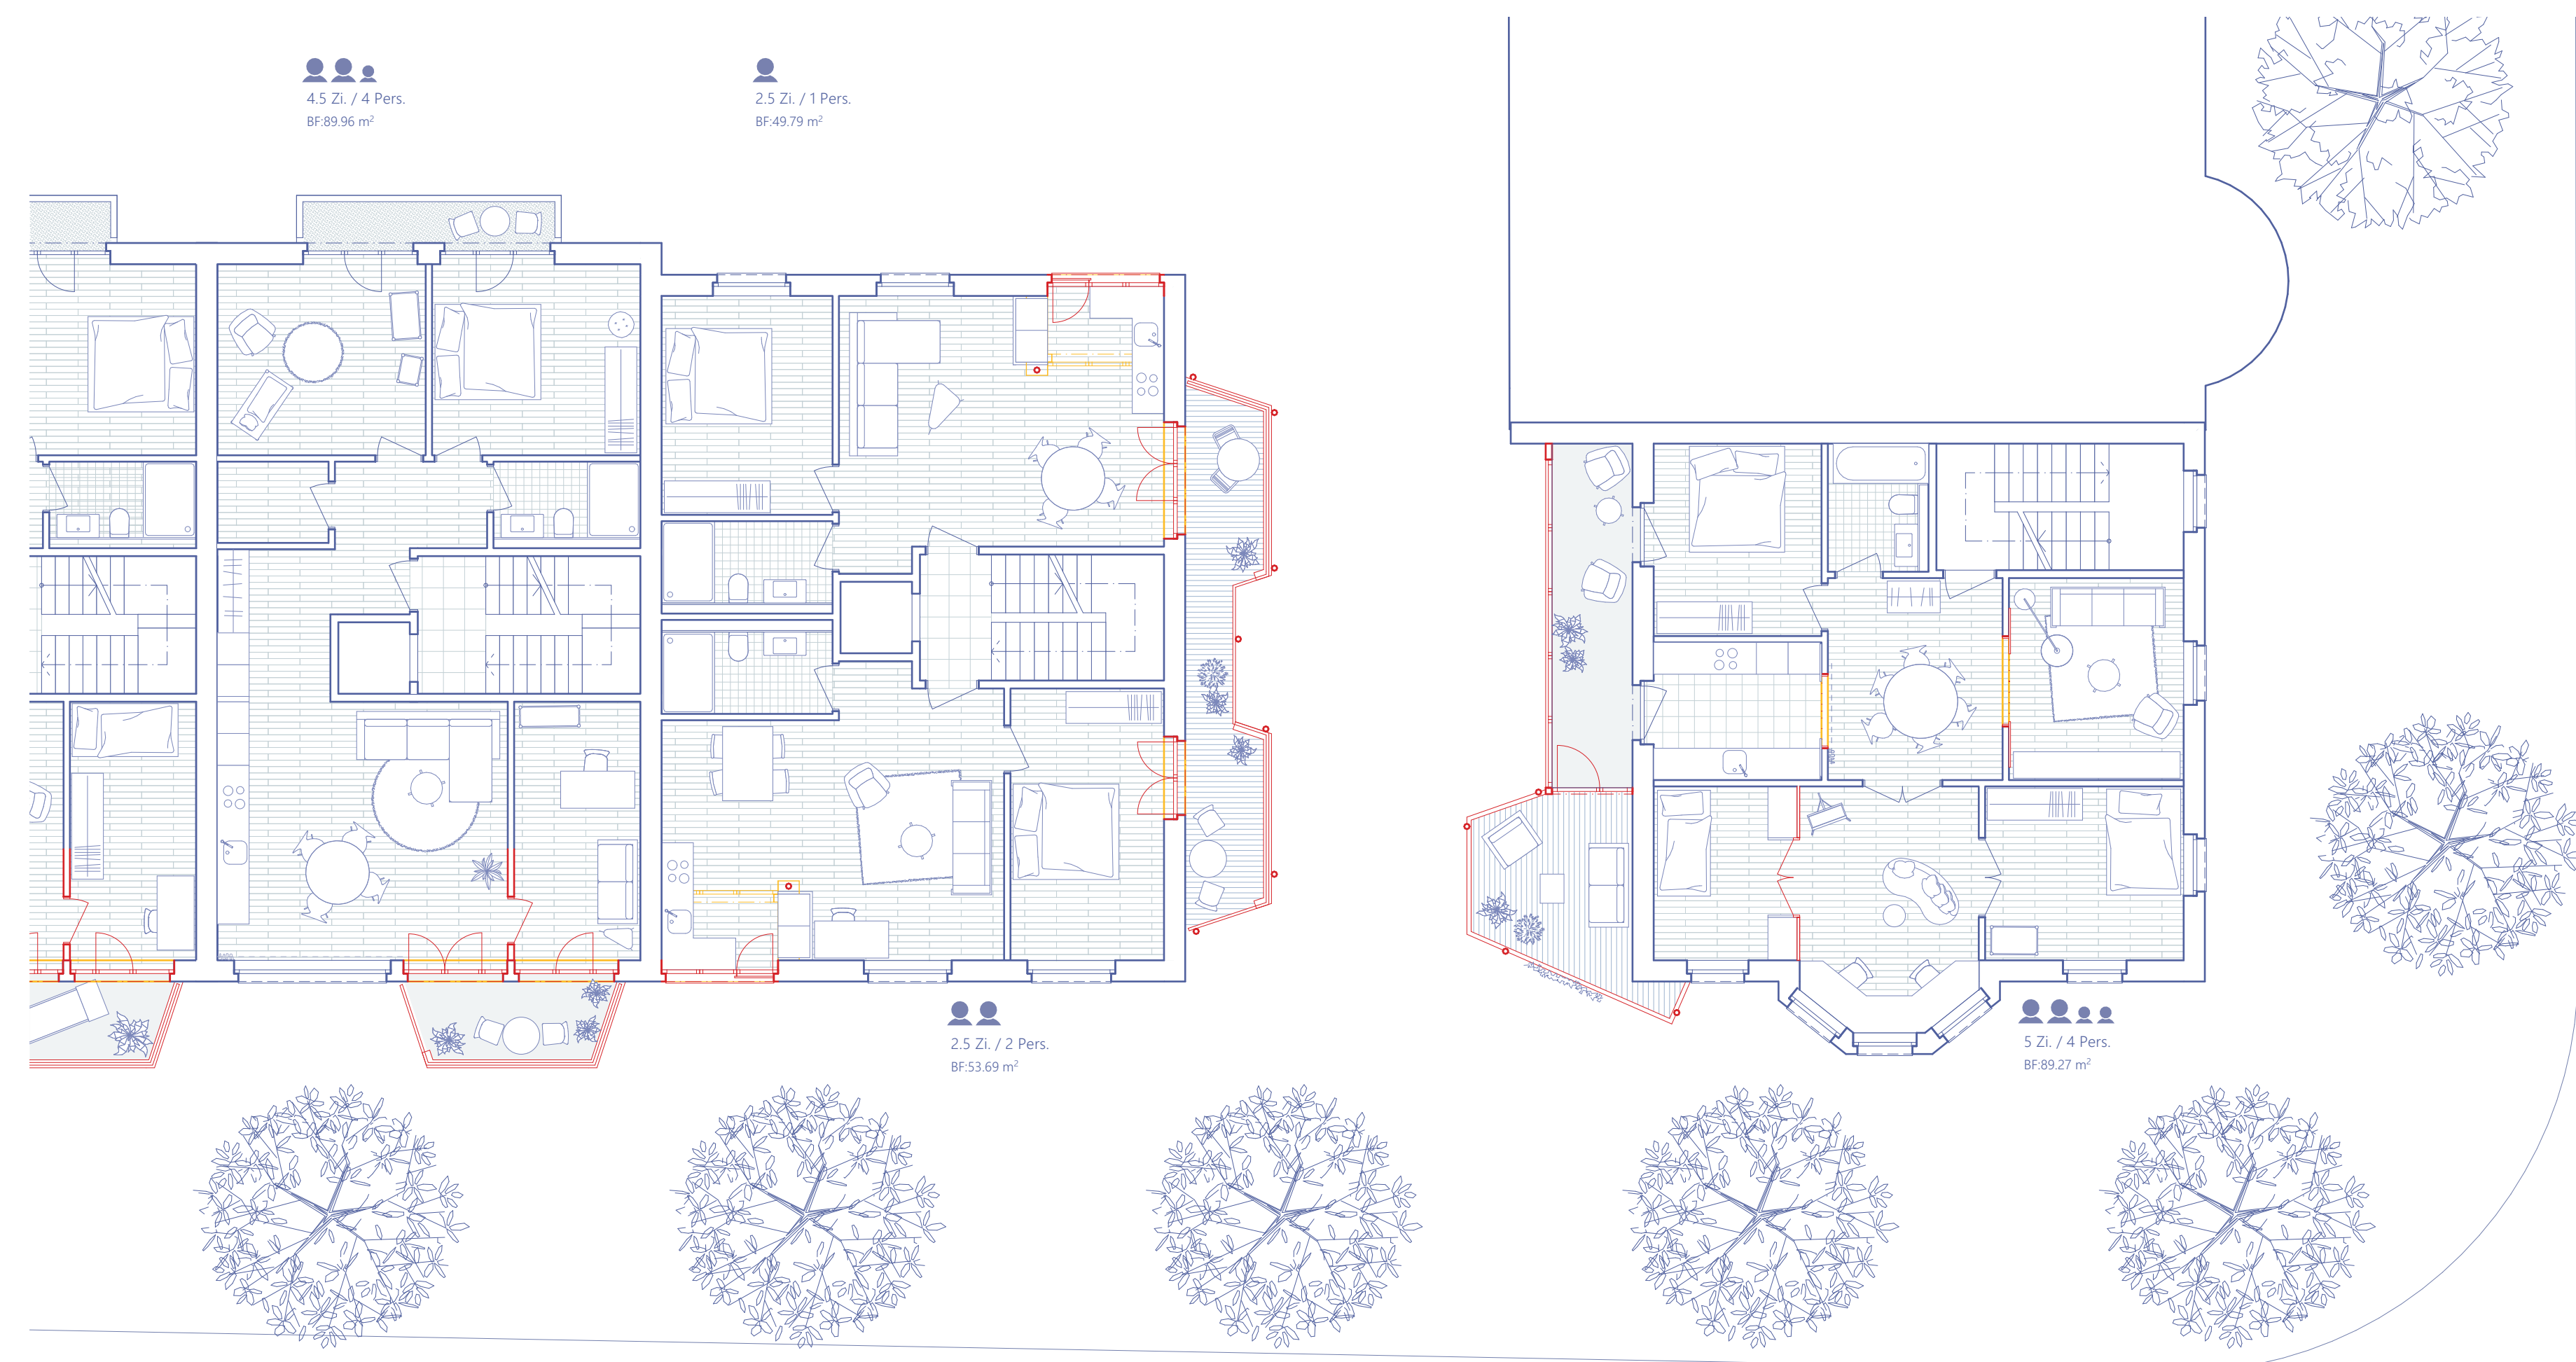 4.5 Zi. / 4 Pers.
BF:89.96 m²
2.5 Zi. / 1 Pers.
BF:49.79 m²
2.5 Zi. / 2 Pers.
BF:53.69 m²
5 Zi. / 4 Pers.
BF:89.27 m²